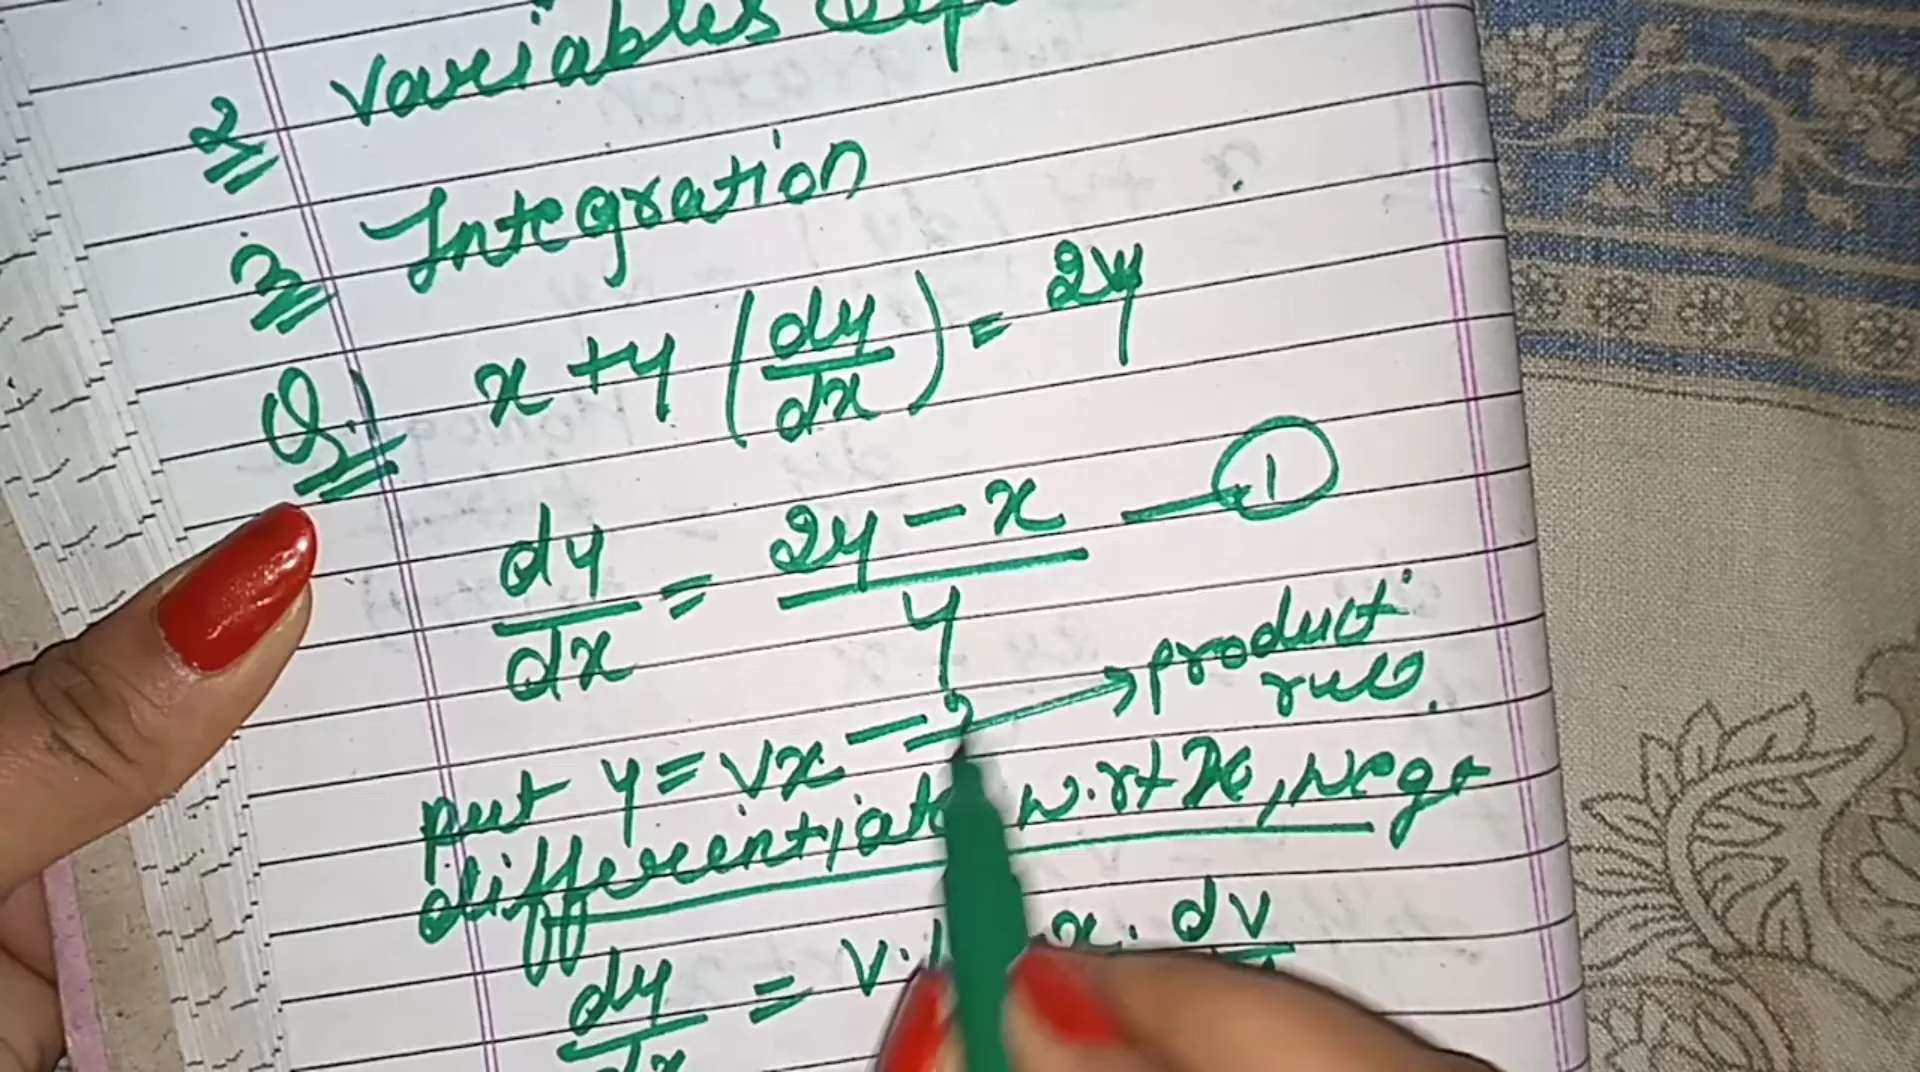 2 Variables
3 Integration
Q.1 x + y (dy/dx) = 2y
dy/dx = 2y - x / y — 1
put y = vx — 2 → product rule.
differentiate w.r.t x, we get
dy/dx = v.1 x. dv